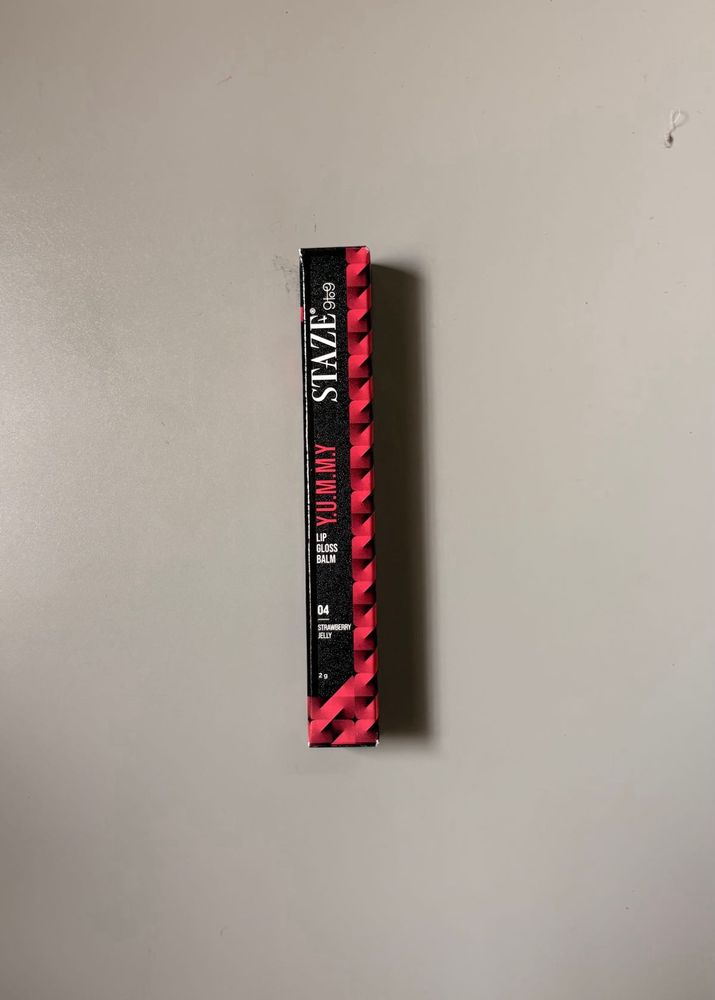 STAZE®
9to9
Y.U.M.M.Y
LIP
GLOSS
BALM
04
STRAWBERRY
JELLY
2 g